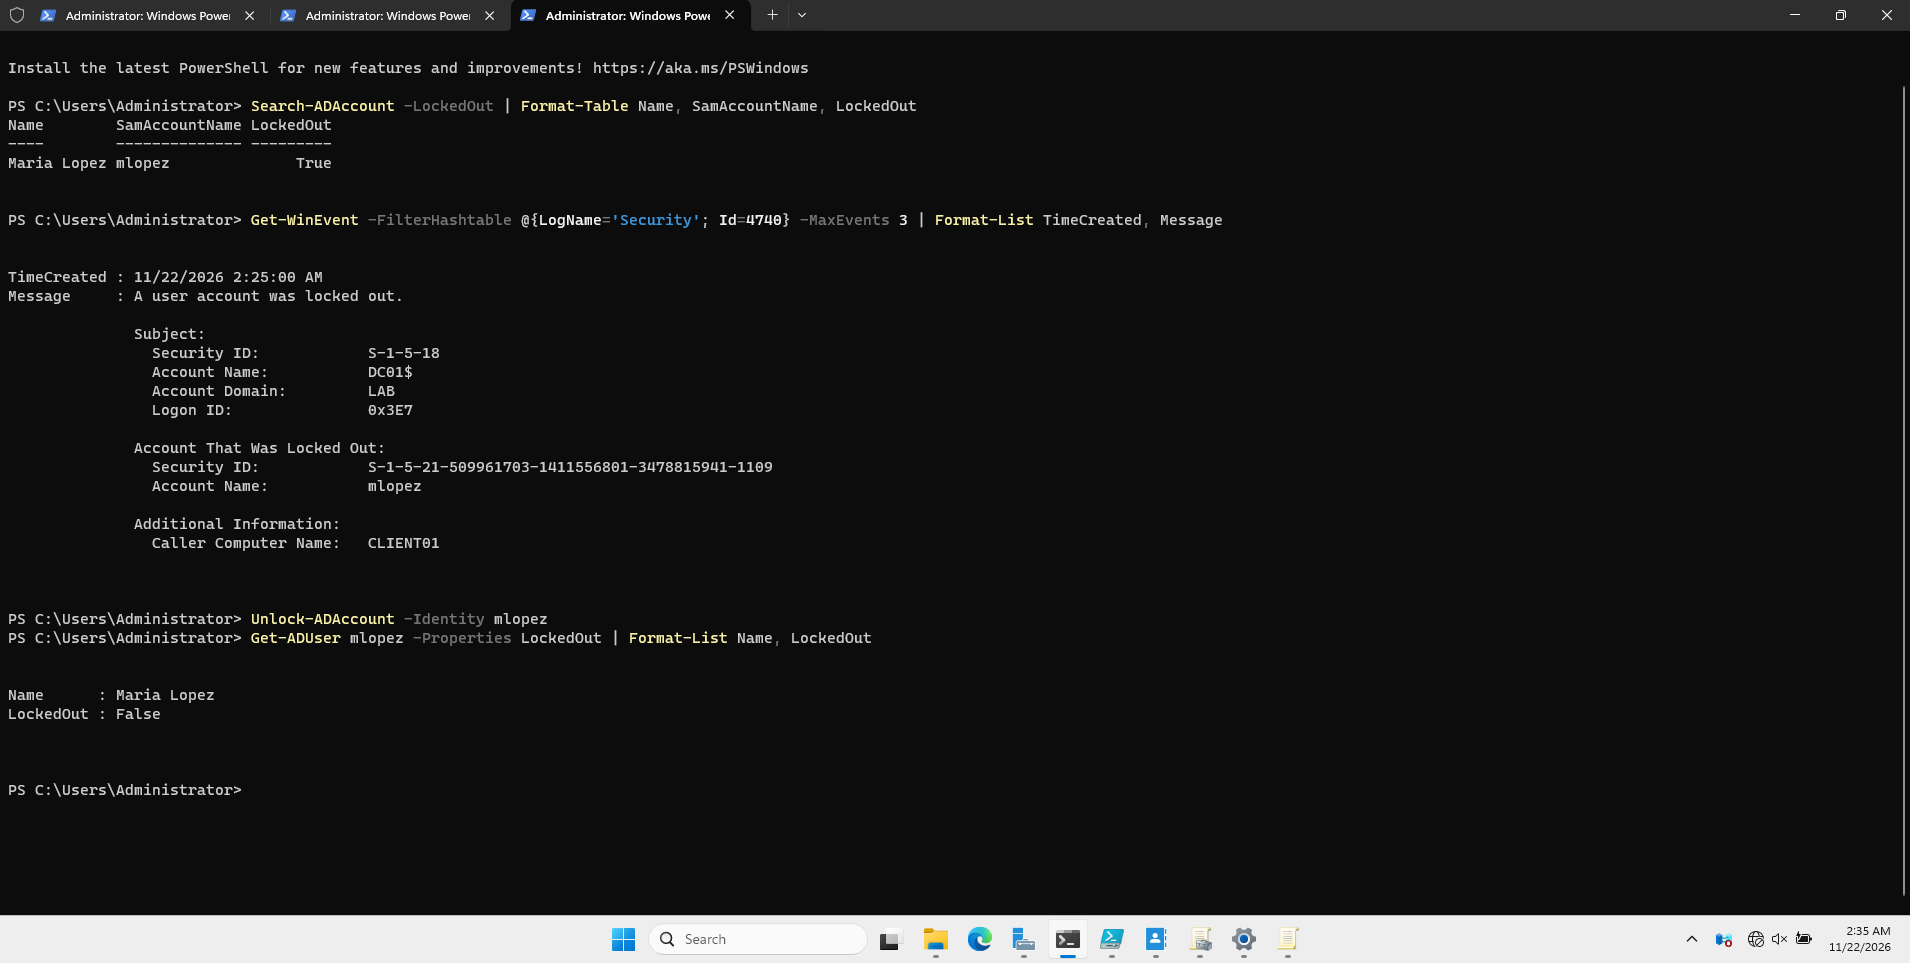 Administrator: Windows Power
Administrator: Windows Power
Administrator: Windows Powe
Install the latest PowerShell for new features and improvements! https://aka.ms/PSWindows
PS C:\Users\Administrator> Search-ADAccount -LockedOut | Format-Table Name, SamAccountName, LockedOut
Name        SamAccountName LockedOut
----        -------------- ---------
Maria Lopez mlopez              True
PS C:\Users\Administrator> Get-WinEvent -FilterHashtable @{LogName='Security'; Id=4740} -MaxEvents 3 | Format-List TimeCreated, Message
TimeCreated : 11/22/2026 2:25:00 AM
Message     : A user account was locked out.
Subject:
Security ID:            S-1-5-18
Account Name:           DC01$
Account Domain:         LAB
Logon ID:               0x3E7
Account That Was Locked Out:
Security ID:            S-1-5-21-509961703-1411556801-3478815941-1109
Account Name:           mlopez
Additional Information:
Caller Computer Name:   CLIENT01
PS C:\Users\Administrator> Unlock-ADAccount -Identity mlopez
PS C:\Users\Administrator> Get-ADUser mlopez -Properties LockedOut | Format-List Name, LockedOut
Name      : Maria Lopez
LockedOut : False
PS C:\Users\Administrator>
Search
2:35 AM
11/22/2026